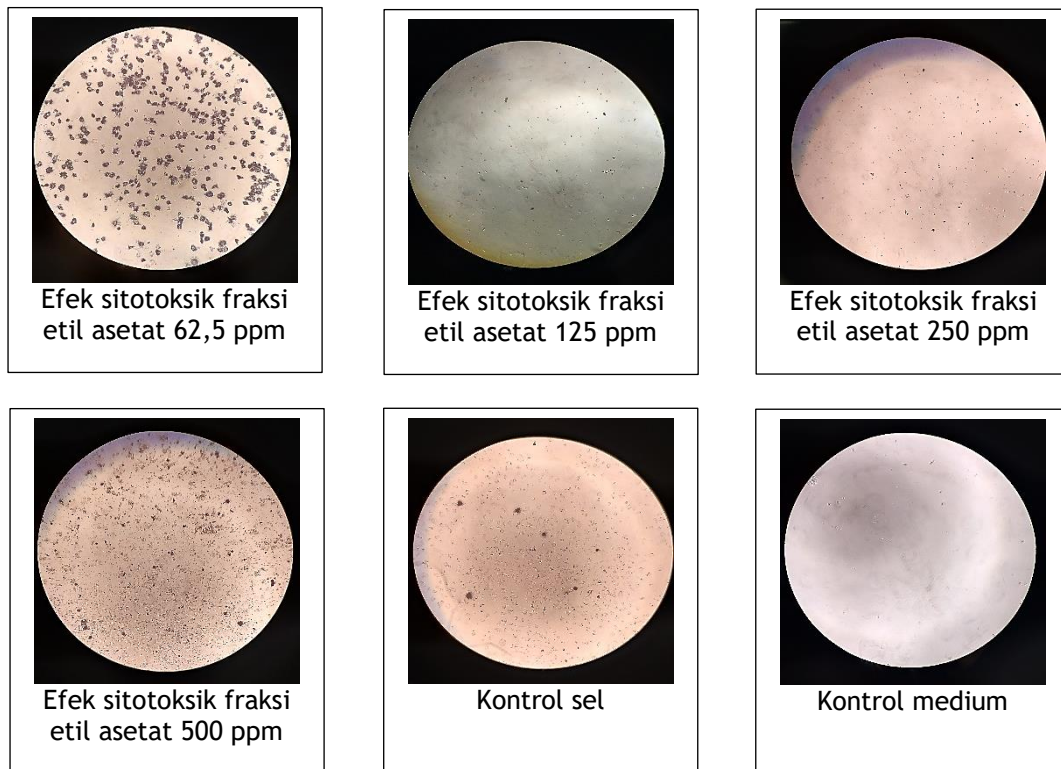 Efek sitotoksik fraksi
etil asetat 62,5 ppm
Efek sitotoksik fraksi
etil asetat 125 ppm
Efek sitotoksik fraksi
etil asetat 250 ppm
Efek sitotoksik fraksi
etil asetat 500 ppm
Kontrol sel
Kontrol medium